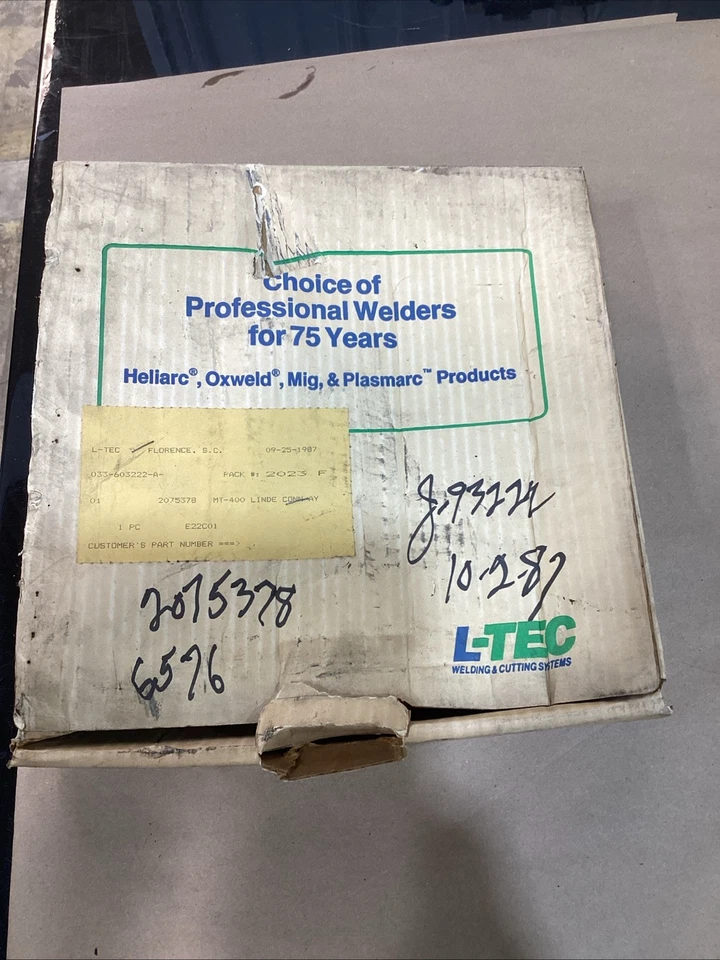 Choice of
Professional Welders
for 75 Years
Heliarc®, Oxweld®, Mig, & Plasmarc™ Products
L-TEC FLORENCE, S.C. 09-25-1987
033-603222-A- PACK #: 2023 F
01 2075378 MT-400 LINDE
1 PC E22C01
CUSTOMER'S PART NUMBER ===>
2075378
6576
10-2-87
L-TEC
WELDING & CUTTING SYSTEMS